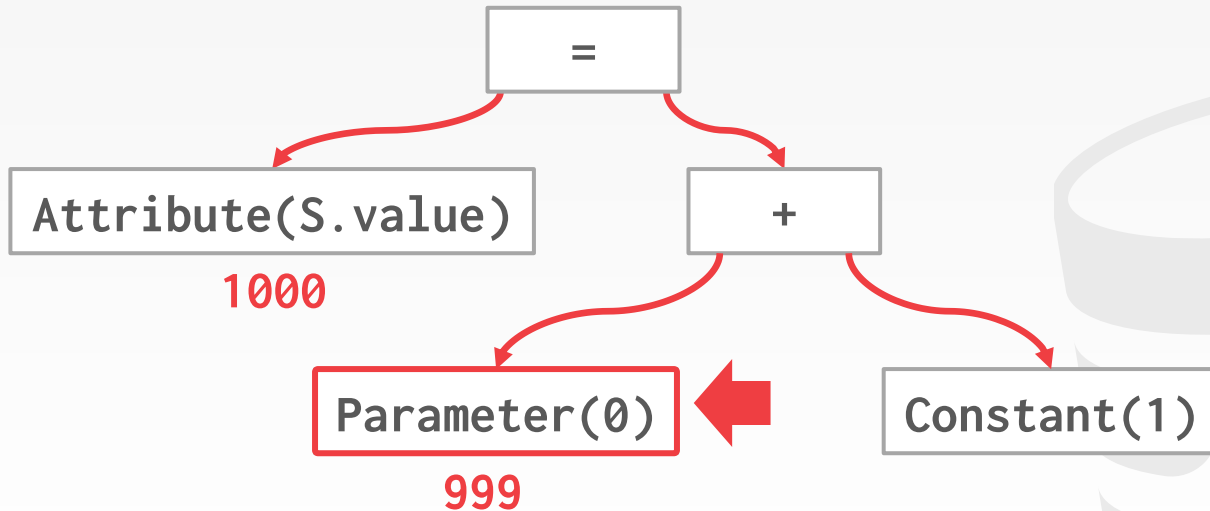 =
Attribute(S.value)
+
1000
Parameter(0)
Constant(1)
999